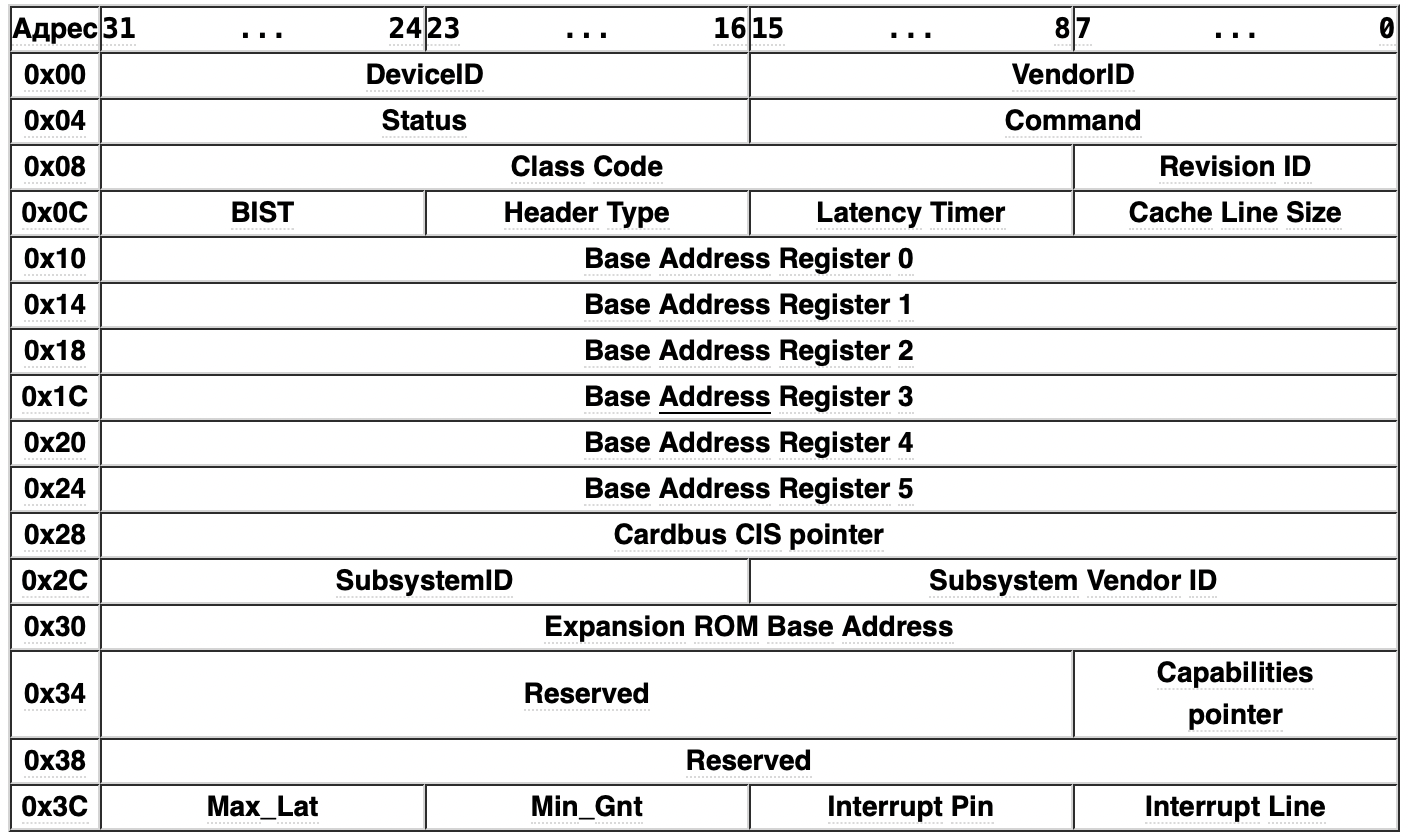 Адрес 31 ... 24 23 ... 16 15 ... 8 7 ... 0
0x00 DeviceID VendorID
0x04 Status Command
0x08 Class Code Revision ID
0x0C BIST Header Type Latency Timer Cache Line Size
0x10 Base Address Register 0
0x14 Base Address Register 1
0x18 Base Address Register 2
0x1C Base Address Register 3
0x20 Base Address Register 4
0x24 Base Address Register 5
0x28 Cardbus CIS pointer
0x2C SubsystemID Subsystem Vendor ID
0x30 Expansion ROM Base Address
0x34 Reserved Capabilities
pointer
0x38 Reserved
0x3C Max_Lat Min_Gnt Interrupt Pin Interrupt Line